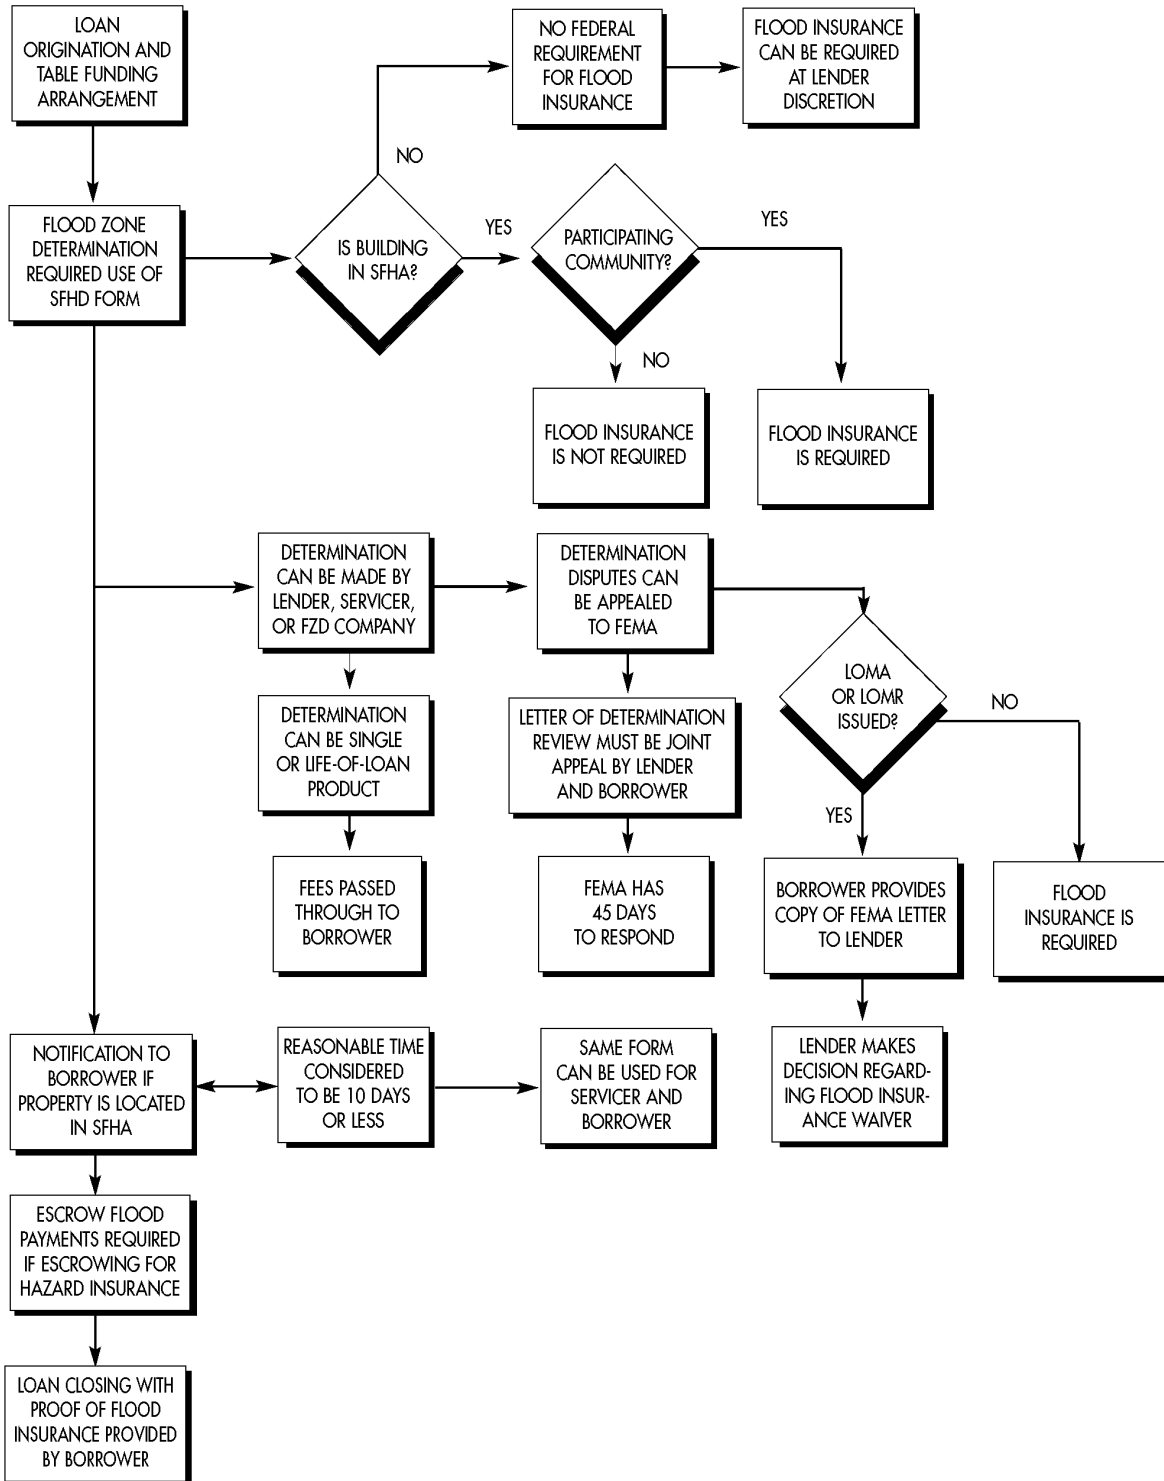 LOAN
ORIGINATION AND
TABLE FUNDING
ARRANGEMENT
NO FEDERAL
REQUIREMENT
FOR FLOOD
INSURANCE
FLOOD INSURANCE
CAN BE REQUIRED
AT LENDER
DISCRETION
NO
FLOOD ZONE
DETERMINATION
REQUIRED USE OF
SFHD FORM
IS BUILDING
IN SFHA?
YES
PARTICIPATING
COMMUNITY?
YES
NO
FLOOD INSURANCE
IS NOT REQUIRED
FLOOD INSURANCE
IS REQUIRED
DETERMINATION
CAN BE MADE BY
LENDER, SERVICER,
OR FZD COMPANY
DETERMINATION
DISPUTES CAN
BE APPEALED
TO FEMA
LOMA
OR LOMR
ISSUED?
NO
YES
DETERMINATION
CAN BE SINGLE
OR LIFE-OF-LOAN
PRODUCT
LETTER OF DETERMINATION
REVIEW MUST BE JOINT
APPEAL BY LENDER
AND BORROWER
FEES PASSED
THROUGH TO
BORROWER
FEMA HAS
45 DAYS
TO RESPOND
BORROWER PROVIDES
COPY OF FEMA LETTER
TO LENDER
FLOOD
INSURANCE IS
REQUIRED
NOTIFICATION TO
BORROWER IF
PROPERTY IS LOCATED
IN SFHA
REASONABLE TIME
CONSIDERED
TO BE 10 DAYS
OR LESS
SAME FORM
CAN BE USED FOR
SERVICER AND
BORROWER
LENDER MAKES
DECISION REGARD-
ING FLOOD INSUR-
ANCE WAIVER
ESCROW FLOOD
PAYMENTS REQUIRED
IF ESCROWING FOR
HAZARD INSURANCE
LOAN CLOSING WITH
PROOF OF FLOOD
INSURANCE PROVIDED
BY BORROWER